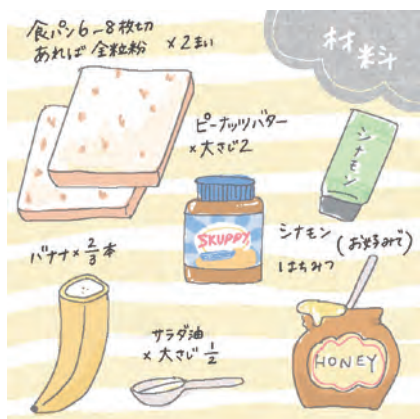 材料
食パン6-8枚切
あれば 全粒粉 ×2まい
ピーナッツバター
×大さじ2
シナモン
SKUPPY
シナモン
(お好みで)
はちみつ
バナナ×2/3本
サラダ油
×大さじ1/2
HONEY